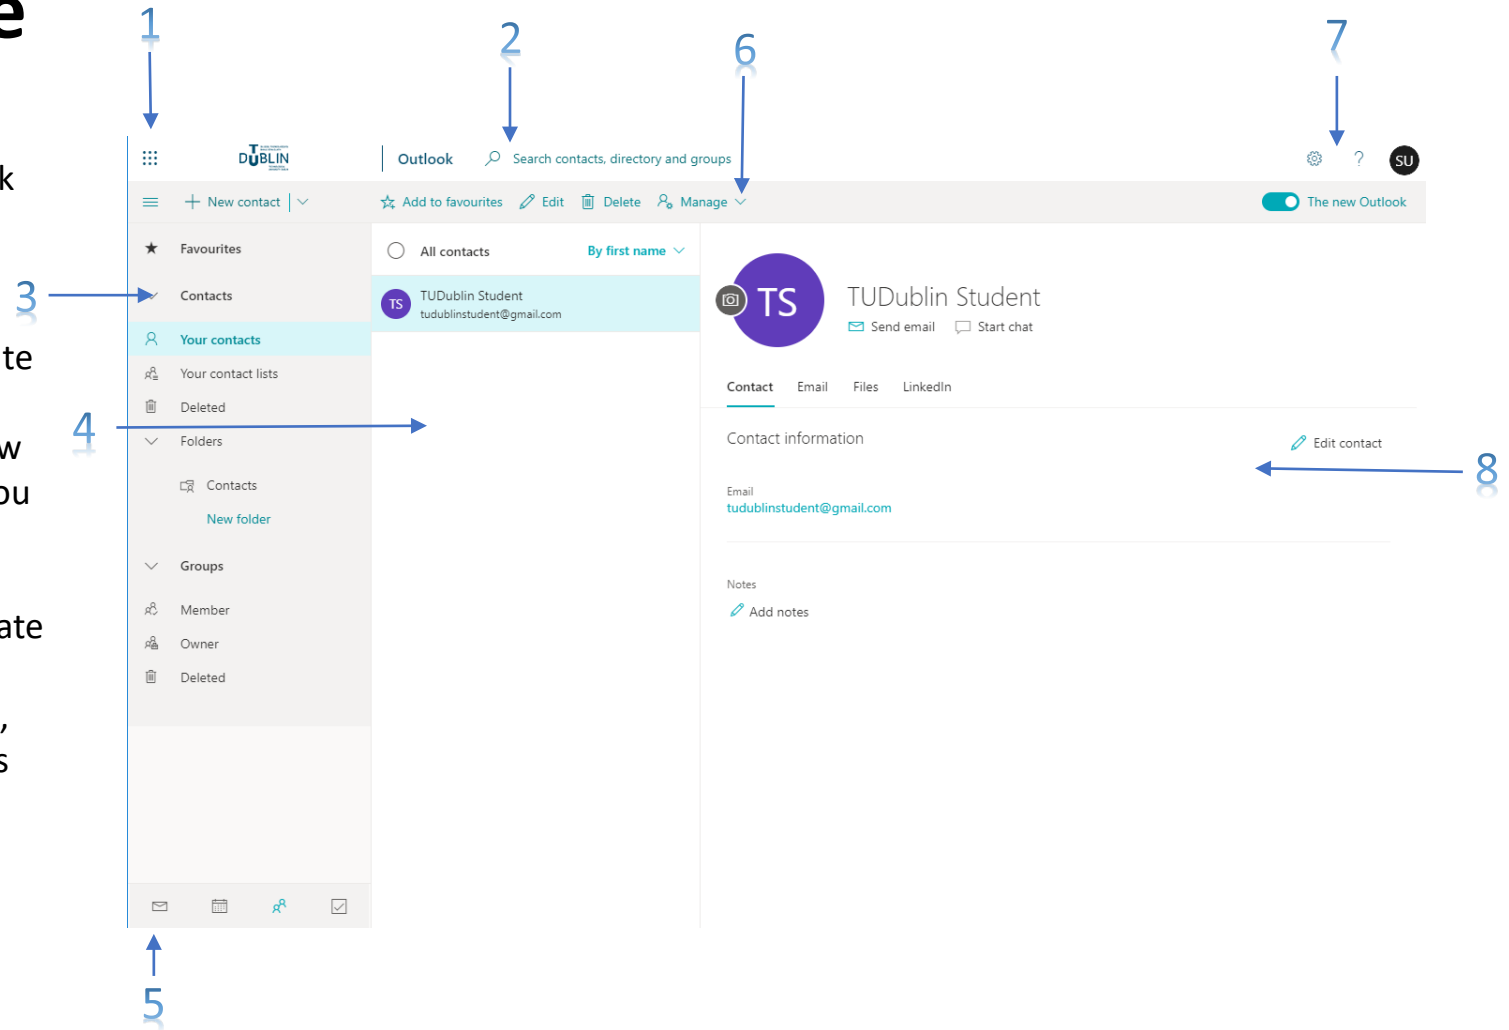 e
1
2
6
7
k
TU DUBLIN
Outlook
Search contacts, directory and groups
?
SU
New contact
Add to favourites
Edit
Delete
Manage
The new Outlook
Favourites
All contacts
By first name
3
Contacts
TS
TUDublin Student
tudublinstudent@gmail.com
TS
TUDublin Student
Send email
Start chat
Your contacts
te
Your contact lists
Contact
Email
Files
LinkedIn
Deleted
4
w
Folders
Contact information
Edit contact
8
ou
Contacts
Email
tudublinstudent@gmail.com
New folder
Groups
Notes
Add notes
Member
ate
Owner
Deleted
,
s
5